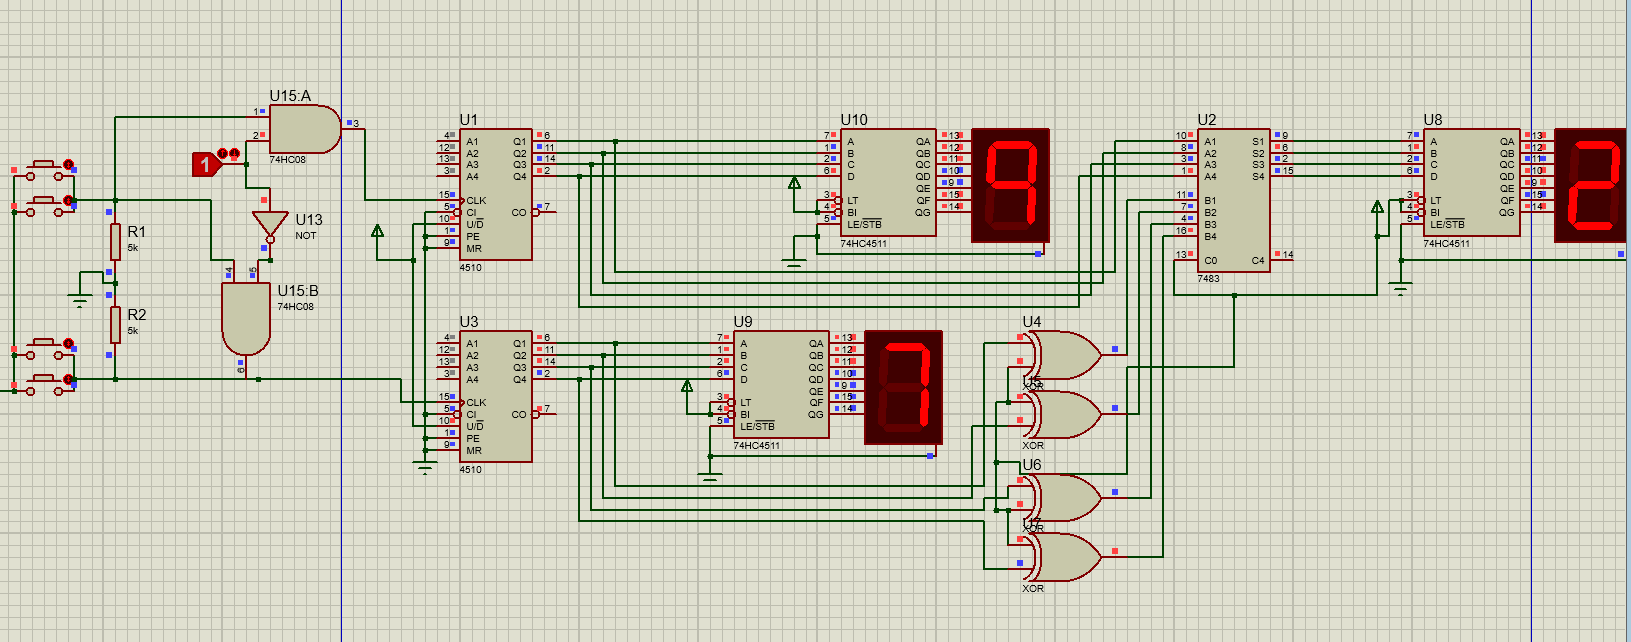 U15:A
1
3
2
74HC08
1
U13
NOT
R1
5k
4
5
U15:B
74HC08
6
R2
5k
U1
4 A1 Q1 6
12 A2 Q2 11
13 A3 Q3 14
3 A4 Q4 2
15 CLK
5 CI CO 7
10 U/D
1 PE
9 MR
4510
U10
7 A QA 13
1 B QB 12
2 C QC 11
6 D QD 10
QE 9
3 LT QF 15
4 BI QG 14
5 LE/STB
74HC4511
9
U2
10 A1 S1 9
8 A2 S2 6
3 A3 S3 2
1 A4 S4 15
11 B1
7 B2
4 B3
16 B4
13 C0 C4 14
7483
U8
7 A QA 13
1 B QB 12
2 C QC 11
6 D QD 10
QE 9
3 LT QF 15
4 BI QG 14
5 LE/STB
74HC4511
2
U3
4 A1 Q1 6
12 A2 Q2 11
13 A3 Q3 14
3 A4 Q4 2
15 CLK
5 CI CO 7
10 U/D
1 PE
9 MR
4510
U9
7 A QA 13
1 B QB 12
2 C QC 11
6 D QD 10
QE 9
3 LT QF 15
4 BI QG 14
5 LE/STB
74HC4511
7
U4
XOR
U5
XOR
U6
XOR
U7
XOR